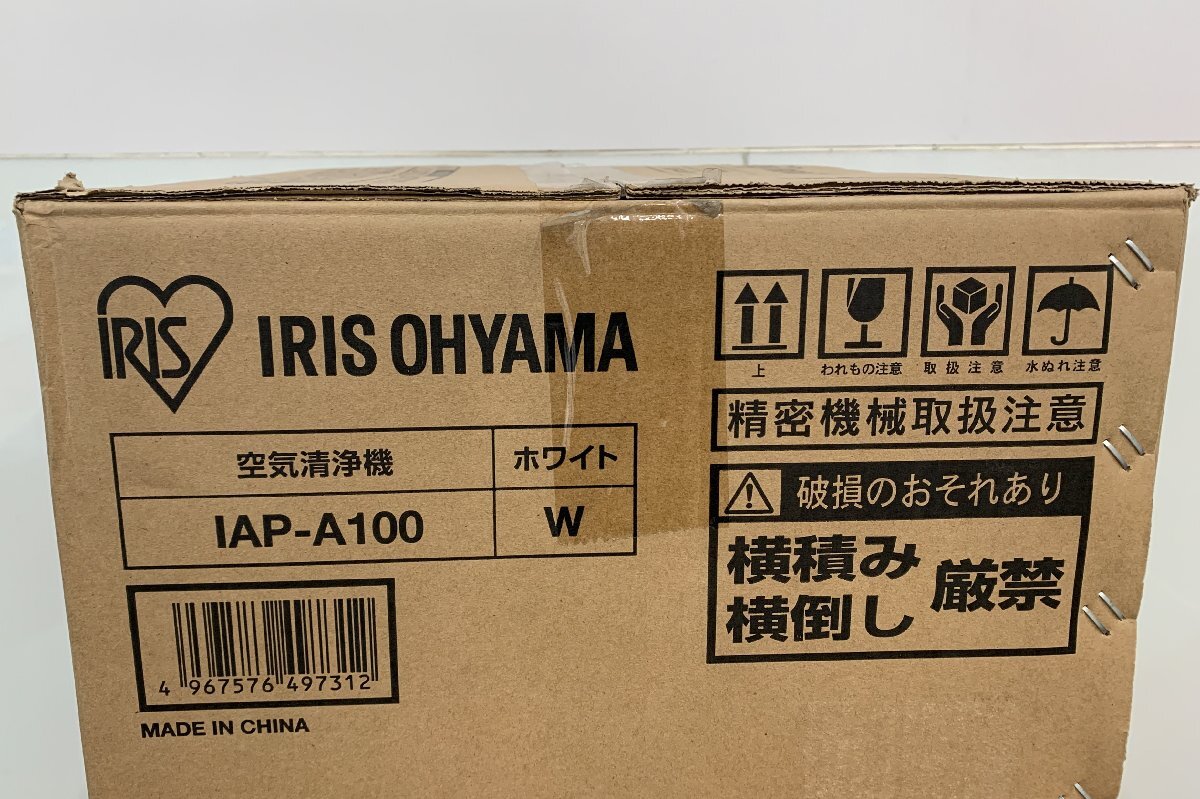 IRIS
IRIS OHYAMA
空気清浄機
ホワイト
IAP-A100
W
4 967576 497312
MADE IN CHINA
上
われもの注意
取扱注意
水ぬれ注意
精密機械取扱注意
破損のおそれあり
横積み
横倒し
厳禁